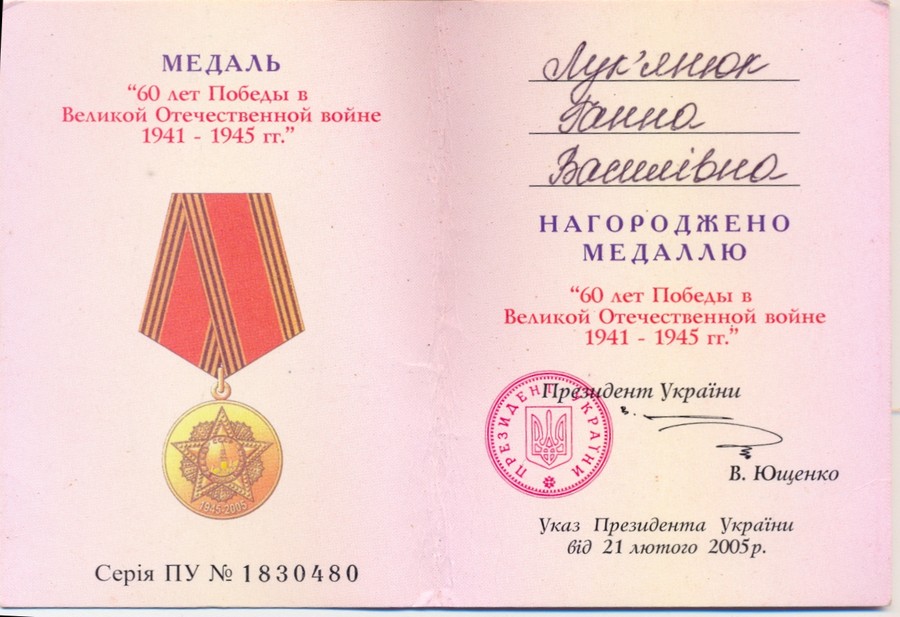 МЕДАЛЬ
“60 лет Победы в
Великой Отечественной войне
1941 - 1945 гг.”
1945-2005
Серія ПУ № 1830480
Лук’янюк
Ганна
Василівна
НАГОРОДЖЕНО
МЕДАЛЛЮ
“60 лет Победы в
Великой Отечественной войне
1941 - 1945 гг.”
Президент України
ПРЕЗИДЕНТ УКРАЇНИ
В. Ющенко
Указ Президента України
від 21 лютого 2005р.